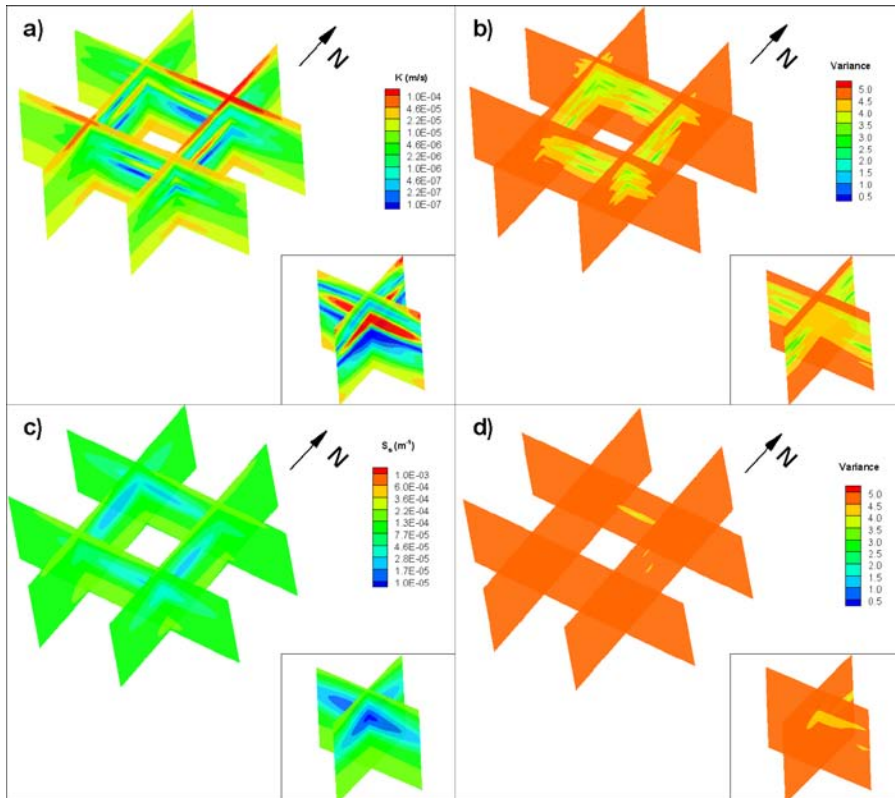 a)
N
K (m/s)
1.0E-04
4.6E-05
2.2E-05
1.0E-05
4.6E-06
2.2E-06
1.0E-06
4.6E-07
2.2E-07
1.0E-07
b)
N
Variance
5.0
4.5
4.0
3.5
3.0
2.5
2.0
1.5
1.0
0.5
c)
N
Sₛ (m⁻¹)
1.0E-03
6.0E-04
3.6E-04
2.2E-04
1.3E-04
7.7E-05
4.6E-05
2.8E-05
1.7E-05
1.0E-05
d)
N
Variance
5.0
4.5
4.0
3.5
3.0
2.5
2.0
1.5
1.0
0.5